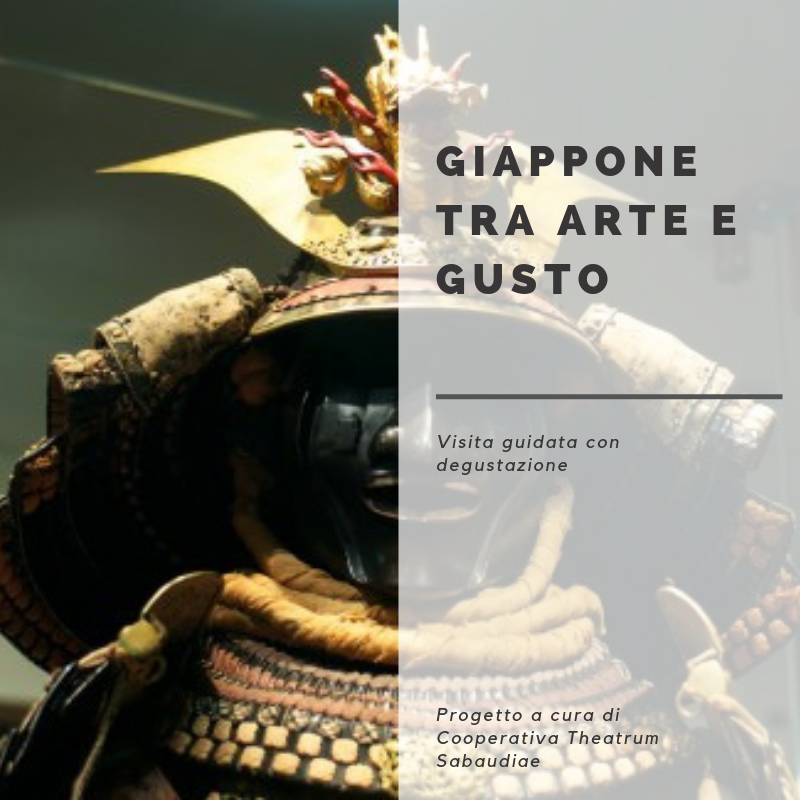 GIAPPONE
TRA ARTE E
GUSTO
Visita guidata con
degustazione
Progetto a cura di
Cooperativa Theatrum
Sabaudiae